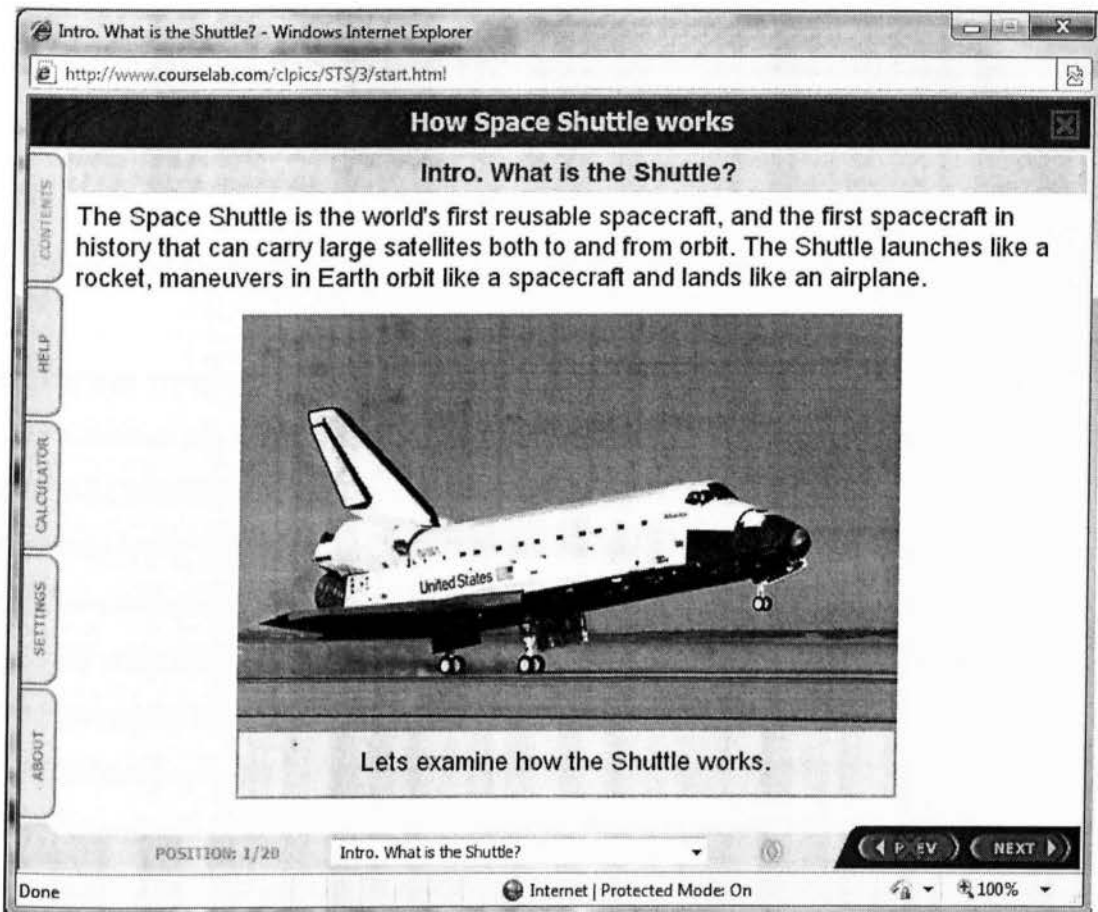 Intro. What is the Shuttle? - Windows Internet Explorer
http://www.courselab.com/clpics/STS/3/start.html
How Space Shuttle works
Intro. What is the Shuttle?
The Space Shuttle is the world's first reusable spacecraft, and the first spacecraft in
history that can carry large satellites both to and from orbit. The Shuttle launches like a
rocket, maneuvers in Earth orbit like a spacecraft and lands like an airplane.
CONTENTS
HELP
CALCULATOR
SETTINGS
ABOUT
United States
Lets examine how the Shuttle works.
POSITION: 1/20
Intro. What is the Shuttle?
PREV
NEXT
Done
Internet | Protected Mode: On
100%